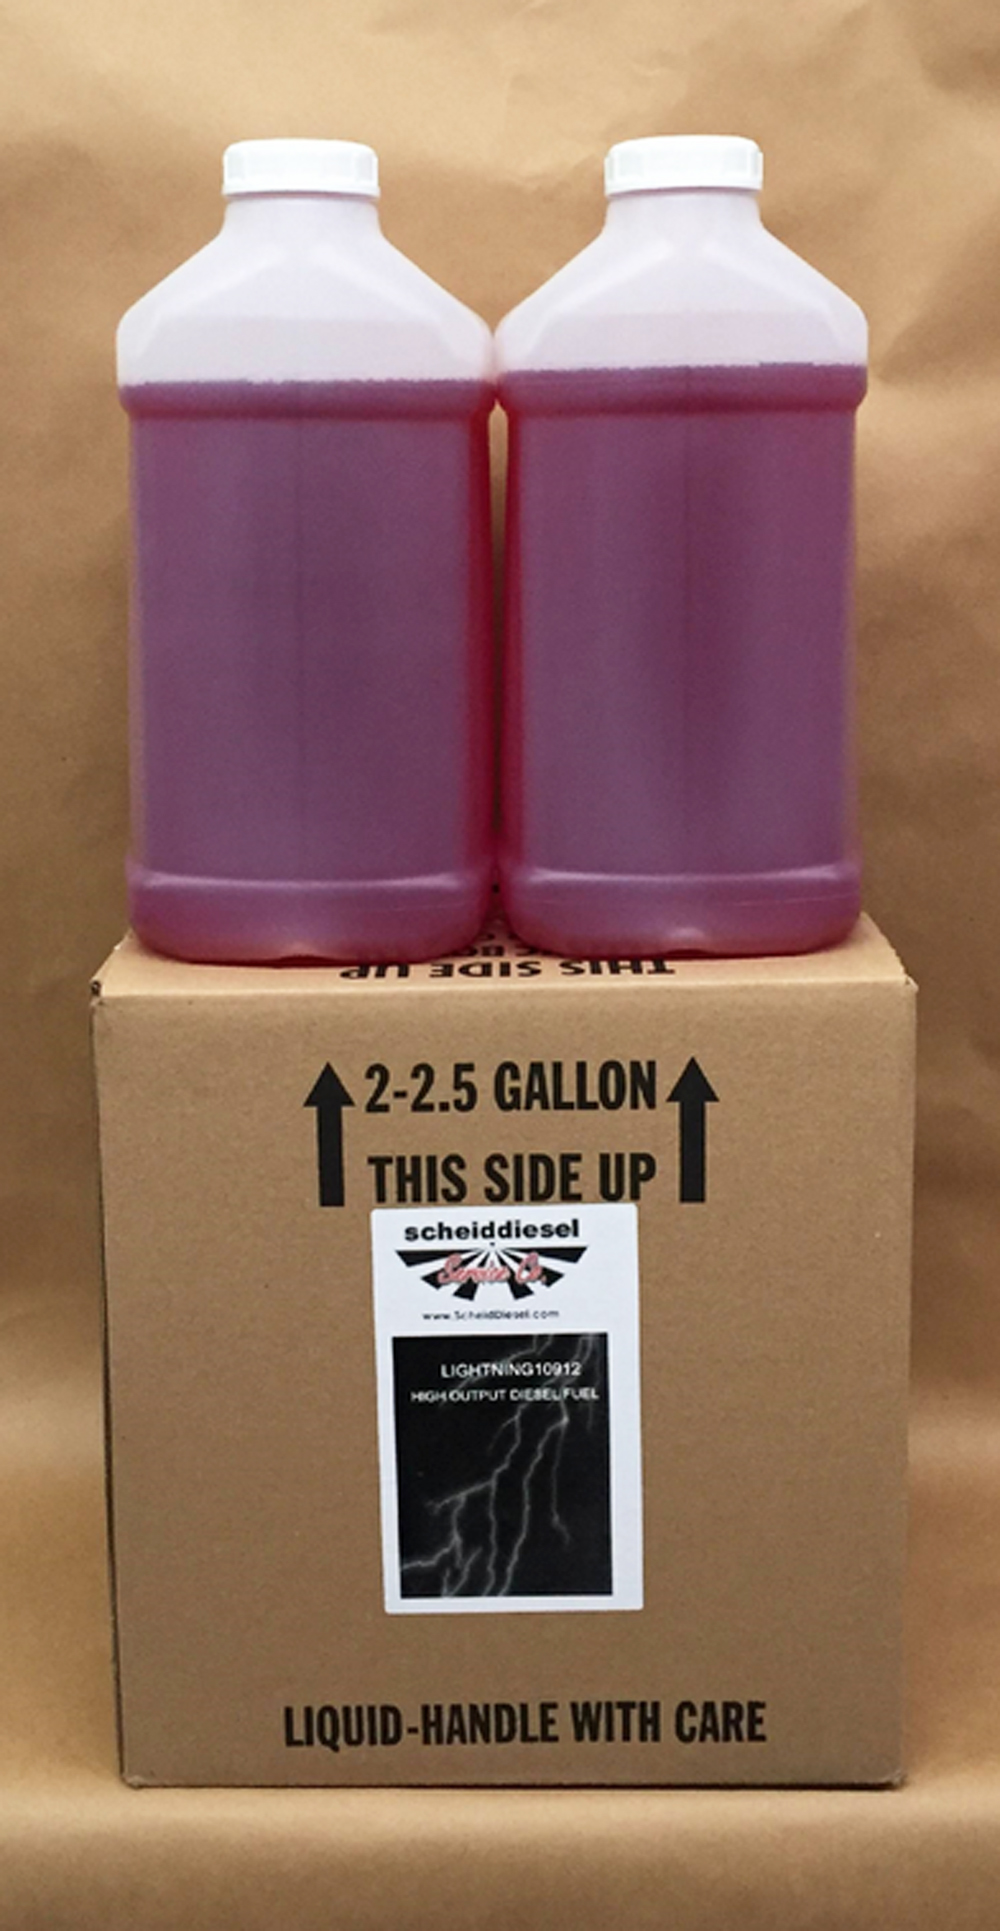 THIS SIDE UP
2-2.5 GALLON
THIS SIDE UP
scheiddiesel
Service Co.
www.ScheidDiesel.com
LIGHTNING10912
HIGH OUTPUT DIESEL FUEL
LIQUID-HANDLE WITH CARE